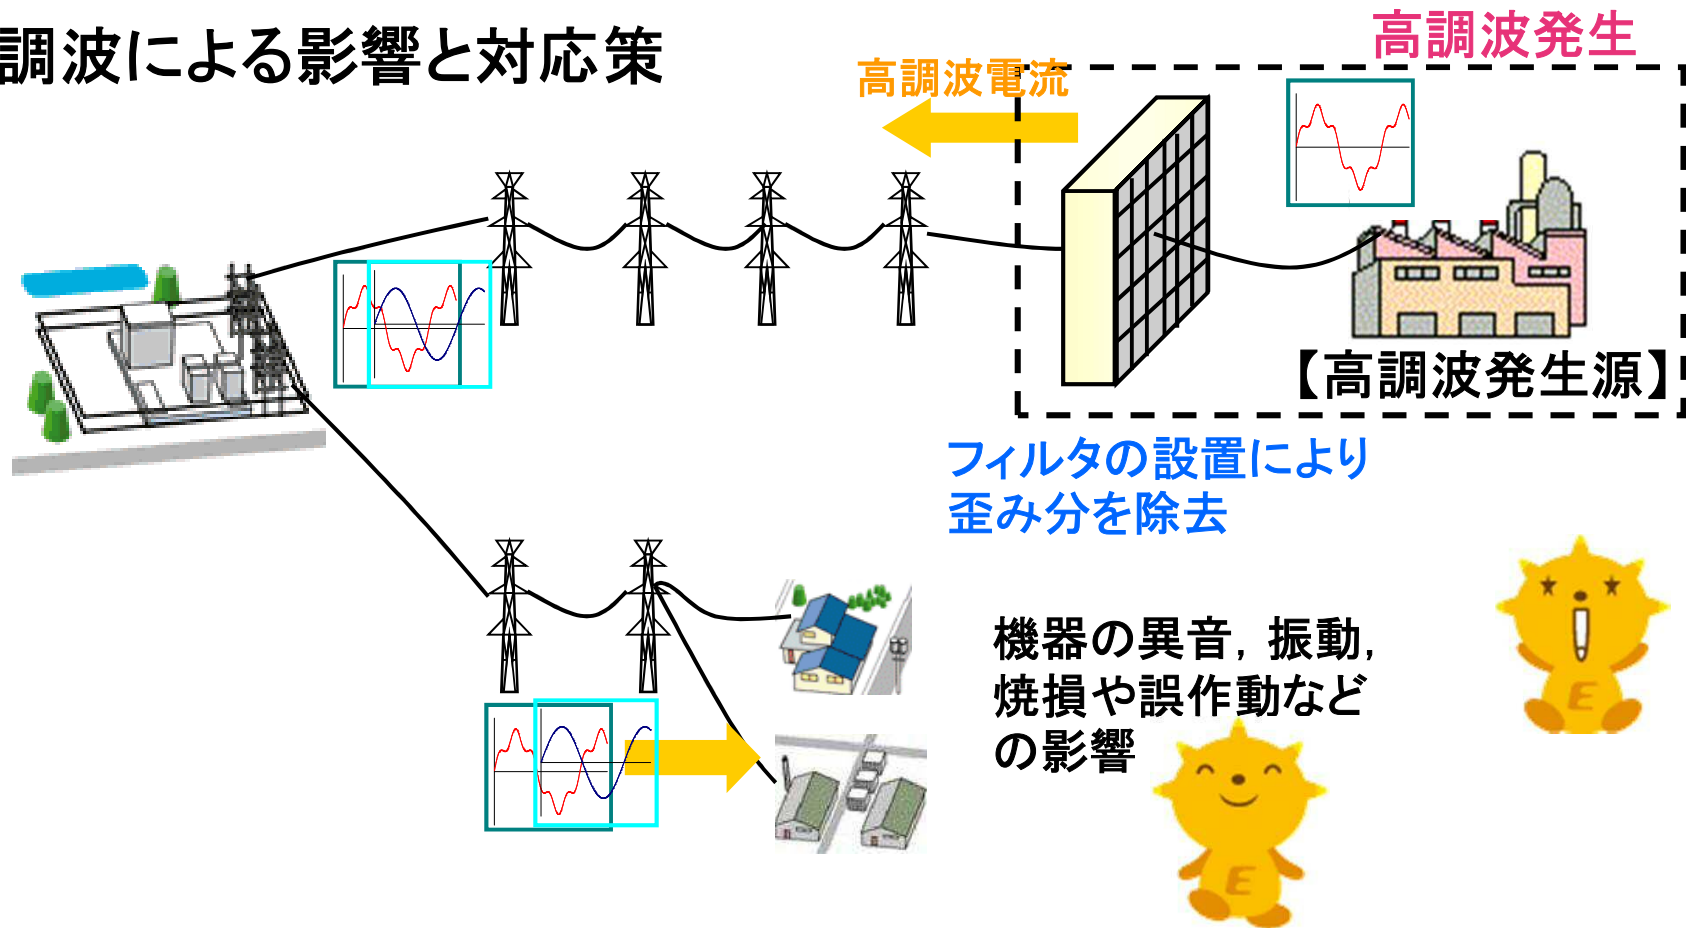 調波による影響と対応策
高調波発生
高調波電流
【高調波発生源】
フィルタの設置により
歪み分を除去
機器の異音，振動，
焼損や誤作動など
の影響
E
E